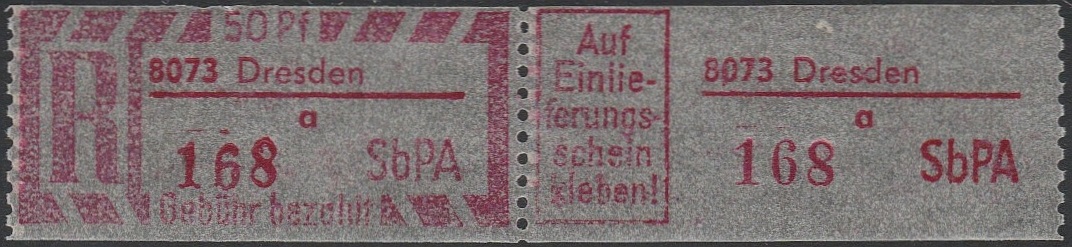 50 Pf
R
8073 Dresden
a
168
SbPA
Gebühr bezahlt
Auf
Einlie-
ferungs-
schein
kleben!
8073 Dresden
a
168
SbPA